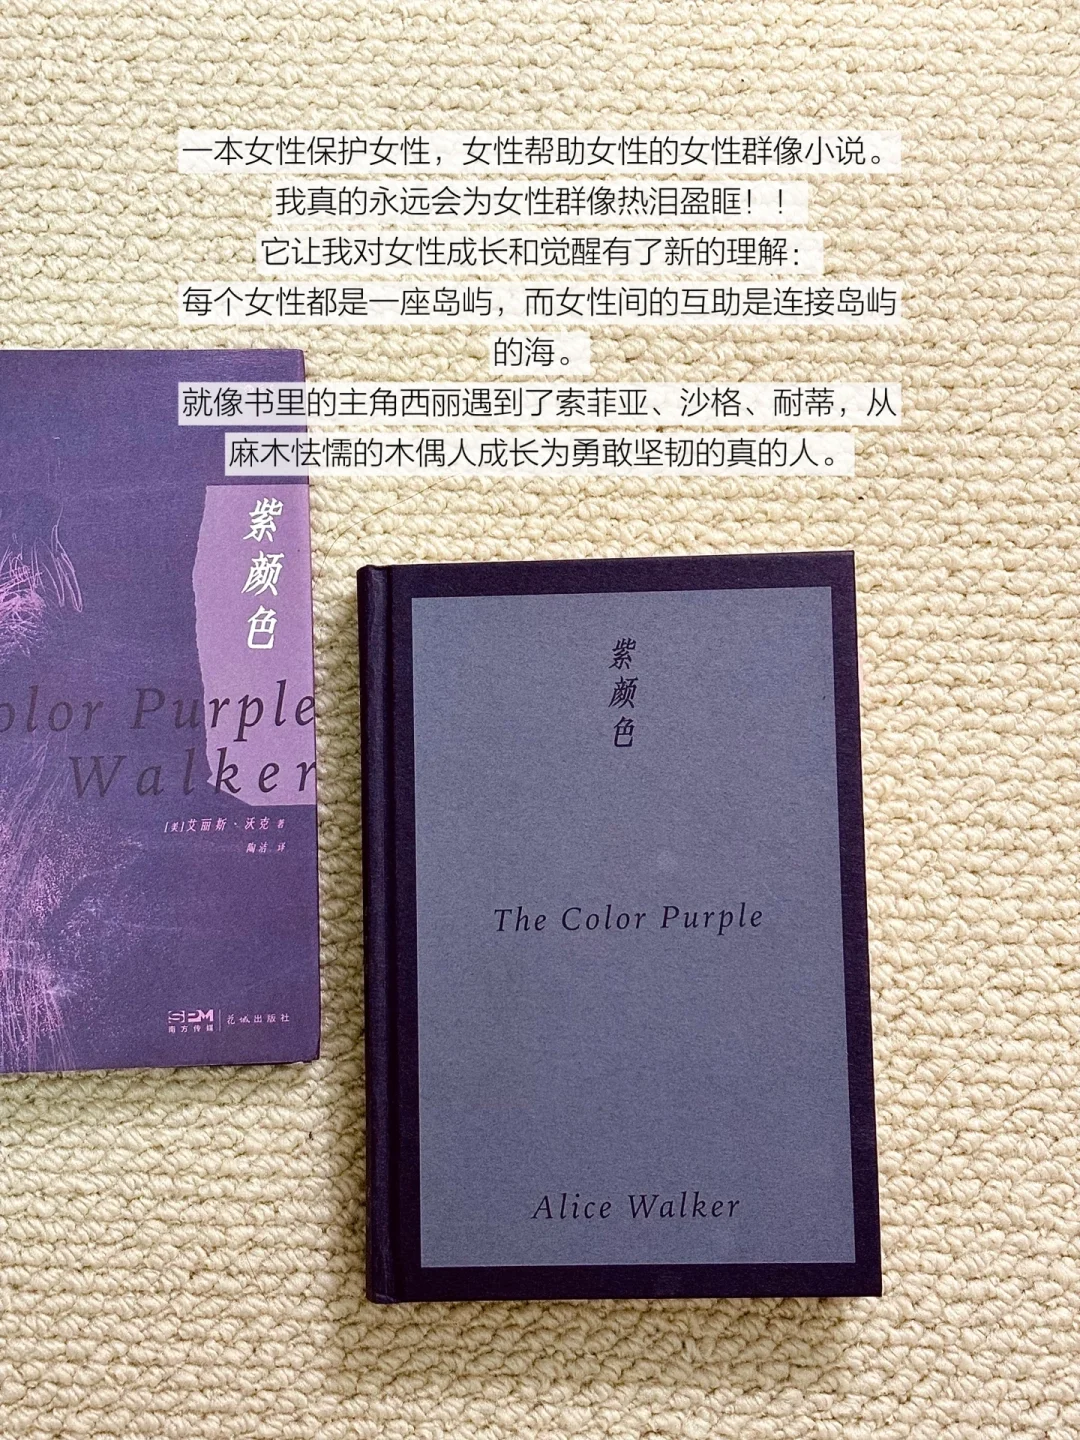 一本女性保护女性，女性帮助女性的女性群像小说。
我真的永远会为女性群像热泪盈眶！！
它让我对女性成长和觉醒有了新的理解：
每个女性都是一座岛屿，而女性间的互助是连接岛屿
的海。
就像书里的主角西丽遇到了索菲亚、沙格、耐蒂，从
麻木怯懦的木偶人成长为勇敢坚韧的真的人。
紫颜色
olor Purple
Walker
[美]艾丽斯·沃克 著
陶洁 译
SPM
南方传媒
花城出版社
紫颜色
The Color Purple
Alice Walker